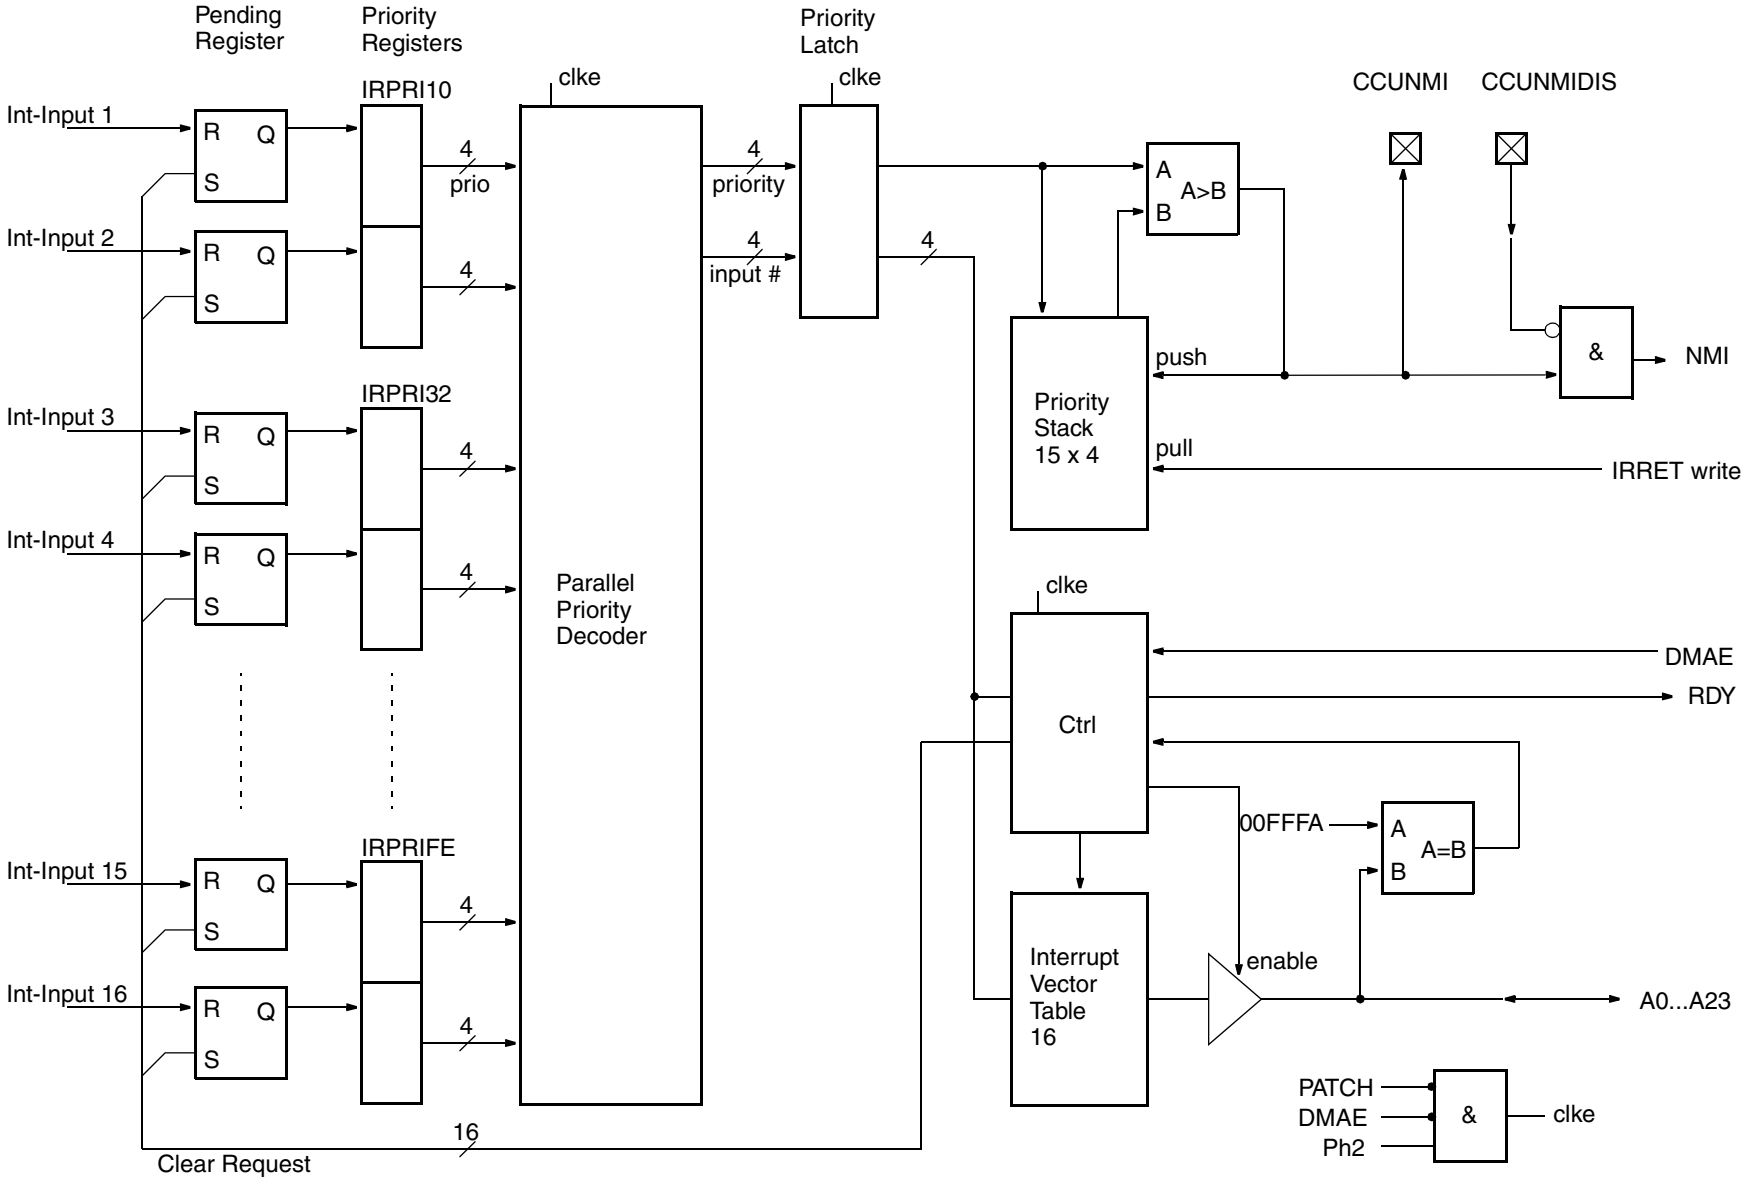 Pending
Register
Priority
Registers
Priority
Latch
clke
clke
CCUNMI
CCUNMIDIS
IRPRI10
Int-Input 1
R
Q
S
4
prio
4
priority
A
A>B
B
Int-Input 2
R
Q
S
4
4
input #
4
&
NMI
push
Priority
Stack
15 x 4
pull
IRRET write
IRPRI32
Int-Input 3
R
Q
S
4
Int-Input 4
R
Q
S
4
Parallel
Priority
Decoder
clke
Ctrl
DMAE
RDY
00FFFA
A
A=B
B
IRPRIFE
Int-Input 15
R
Q
S
4
Int-Input 16
R
Q
S
4
Interrupt
Vector
Table
16
enable
A0...A23
PATCH
DMAE
Ph2
&
clke
16
Clear Request